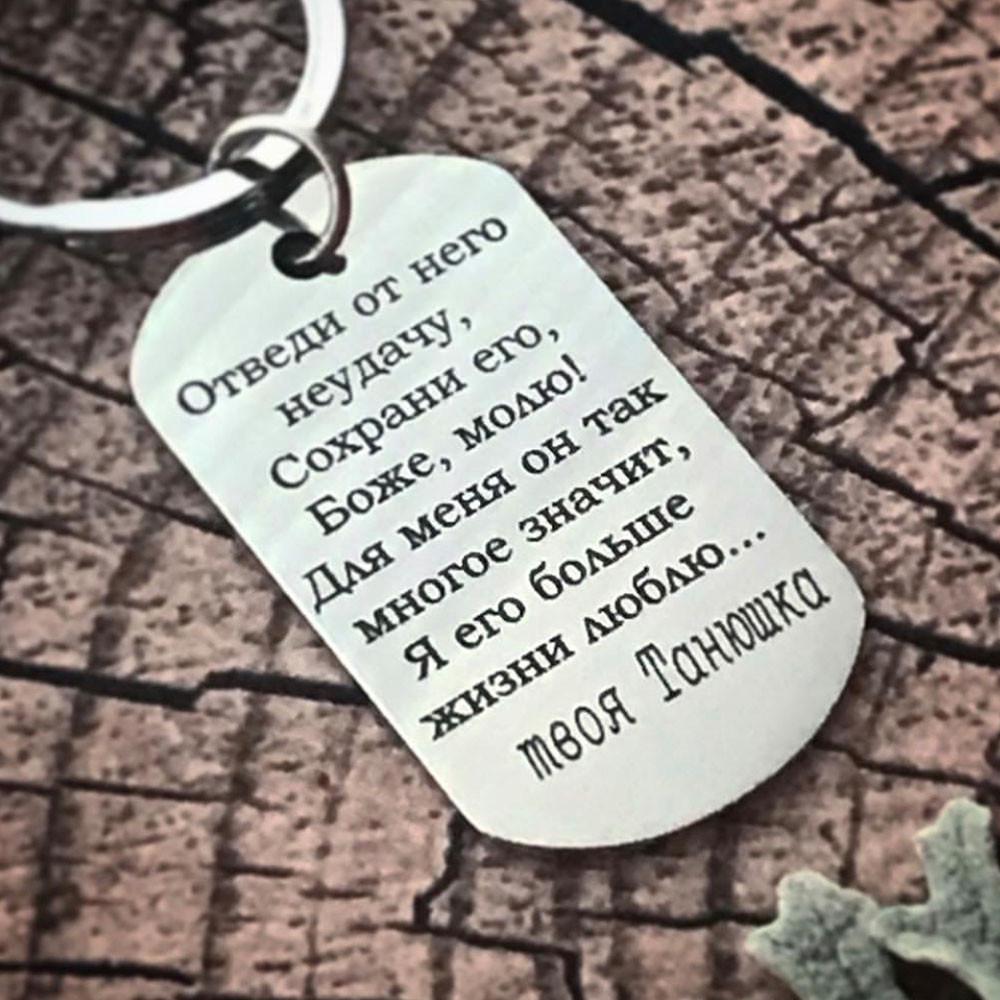 Отведи от него
неудачу,
Сохрани его,
Боже, молю!
Для меня он так
многое значит,
Я его больше
жизни люблю...
твоя Танюшка